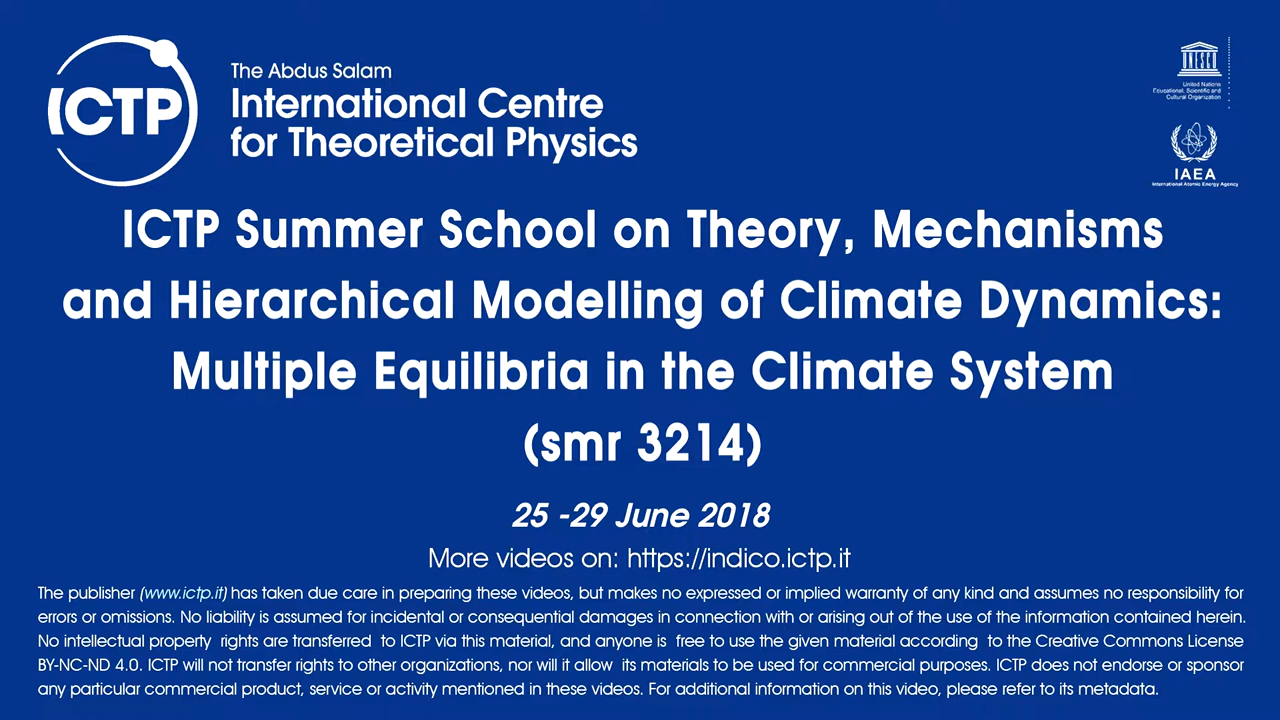 ICTP
The Abdus Salam
International Centre
for Theoretical Physics
UNESCO
United Nations
Educational, Scientific and
Cultural Organization
IAEA
International Atomic Energy Agency
ICTP Summer School on Theory, Mechanisms
and Hierarchical Modelling of Climate Dynamics:
Multiple Equilibria in the Climate System
(smr 3214)
25 -29 June 2018
More videos on: https://indico.ictp.it
The publisher (www.ictp.it) has taken due care in preparing these videos, but makes no expressed or implied warranty of any kind and assumes no responsibility for
errors or omissions. No liability is assumed for incidental or consequential damages in connection with or arising out of the use of the information contained herein.
No intellectual property rights are transferred to ICTP via this material, and anyone is free to use the given material according to the Creative Commons License
BY-NC-ND 4.0. ICTP will not transfer rights to other organizations, nor will it allow its materials to be used for commercial purposes. ICTP does not endorse or sponsor
any particular commercial product, service or activity mentioned in these videos. For additional information on this video, please refer to its metadata.